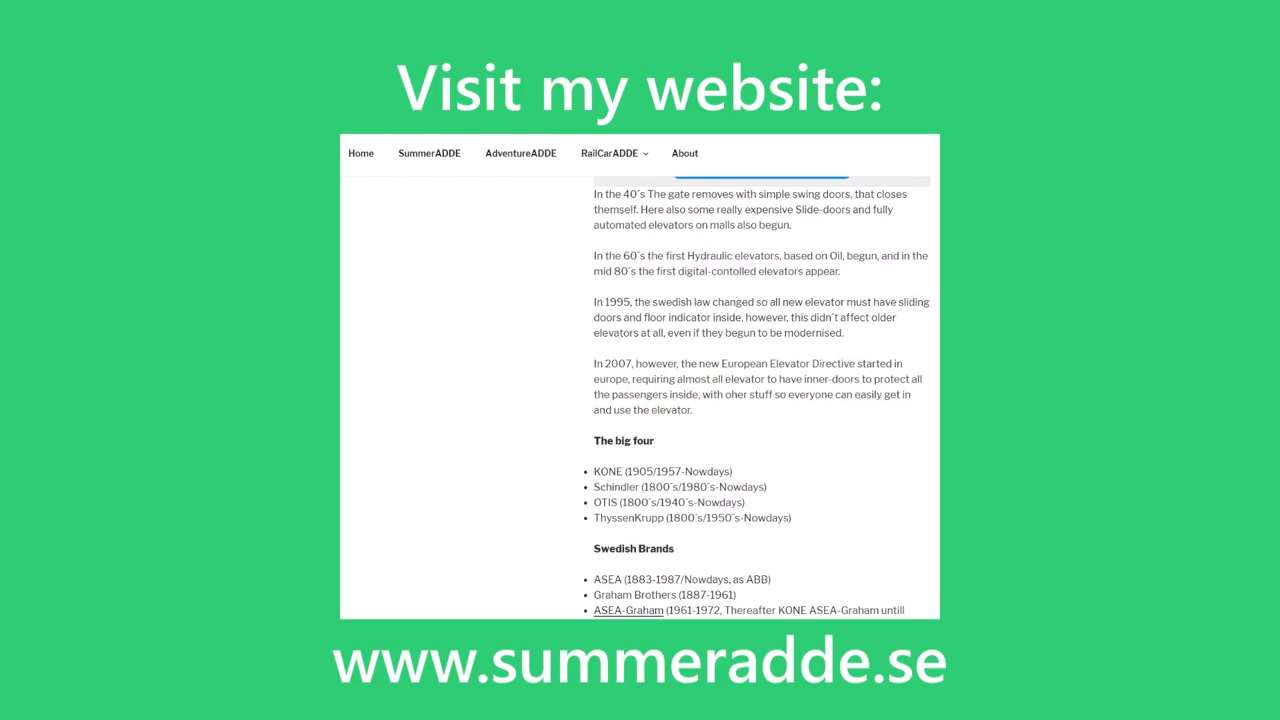 Visit my website:
Home SummerADDE AdventureADDE RailCarADDE About
In the 40´s The gate removes with simple swing doors, that closes
themself. Here also some really expensive Slide-doors and fully
automated elevators on malls also begun.
In the 60´s the first Hydraulic elevators, based on Oil, begun, and in the
mid 80´s the first digital-contolled elevators appear.
In 1995, the swedish law changed so all new elevator must have sliding
doors and floor indicator inside, however, this didn´t affect older
elevators at all, even if they begun to be modernised.
In 2007, however, the new European Elevator Directive started in
europe, requiring almost all elevator to have inner-doors to protect all
the passengers inside, with oher stuff so everyone can easily get in
and use the elevator.
The big four
• KONE (1905/1957-Nowdays)
• Schindler (1800´s/1980´s-Nowdays)
• OTIS (1800´s/1940´s-Nowdays)
• ThyssenKrupp (1800´s/1950´s-Nowdays)
Swedish Brands
• ASEA (1883-1987/Nowdays, as ABB)
• Graham Brothers (1887-1961)
• ASEA-Graham (1961-1972, Thereafter KONE ASEA-Graham untill
www.summeradde.se